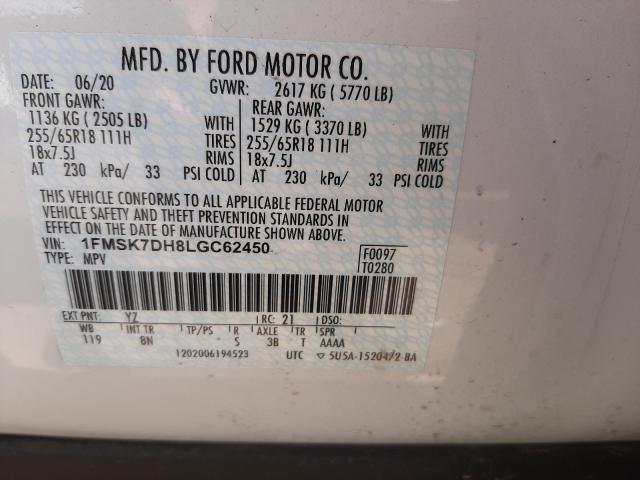 MFD. BY FORD MOTOR CO.
DATE: 06/20 GVWR: 2617 KG ( 5770 LB)
FRONT GAWR: REAR GAWR:
1136 KG ( 2505 LB) WITH 1529 KG ( 3370 LB) WITH
255/65R18 111H TIRES 255/65R18 111H TIRES
18x7.5J RIMS 18x7.5J RIMS
AT 230 kPa/ 33 PSI COLD AT 230 kPa/ 33 PSI COLD
THIS VEHICLE CONFORMS TO ALL APPLICABLE FEDERAL MOTOR
VEHICLE SAFETY AND THEFT PREVENTION STANDARDS IN
EFFECT ON THE DATE OF MANUFACTURE SHOWN ABOVE.
VIN: 1FMSK7DH8LGC62450 F0097
TYPE: MPV T0280
EXT PNT: YZ RC: 21 DSO:
WB INT TR TP/PS R AXLE TR SPR
119 8N S 3B T AAAA
1202006194523 UTC ▽ 5U5A-1520472-BA